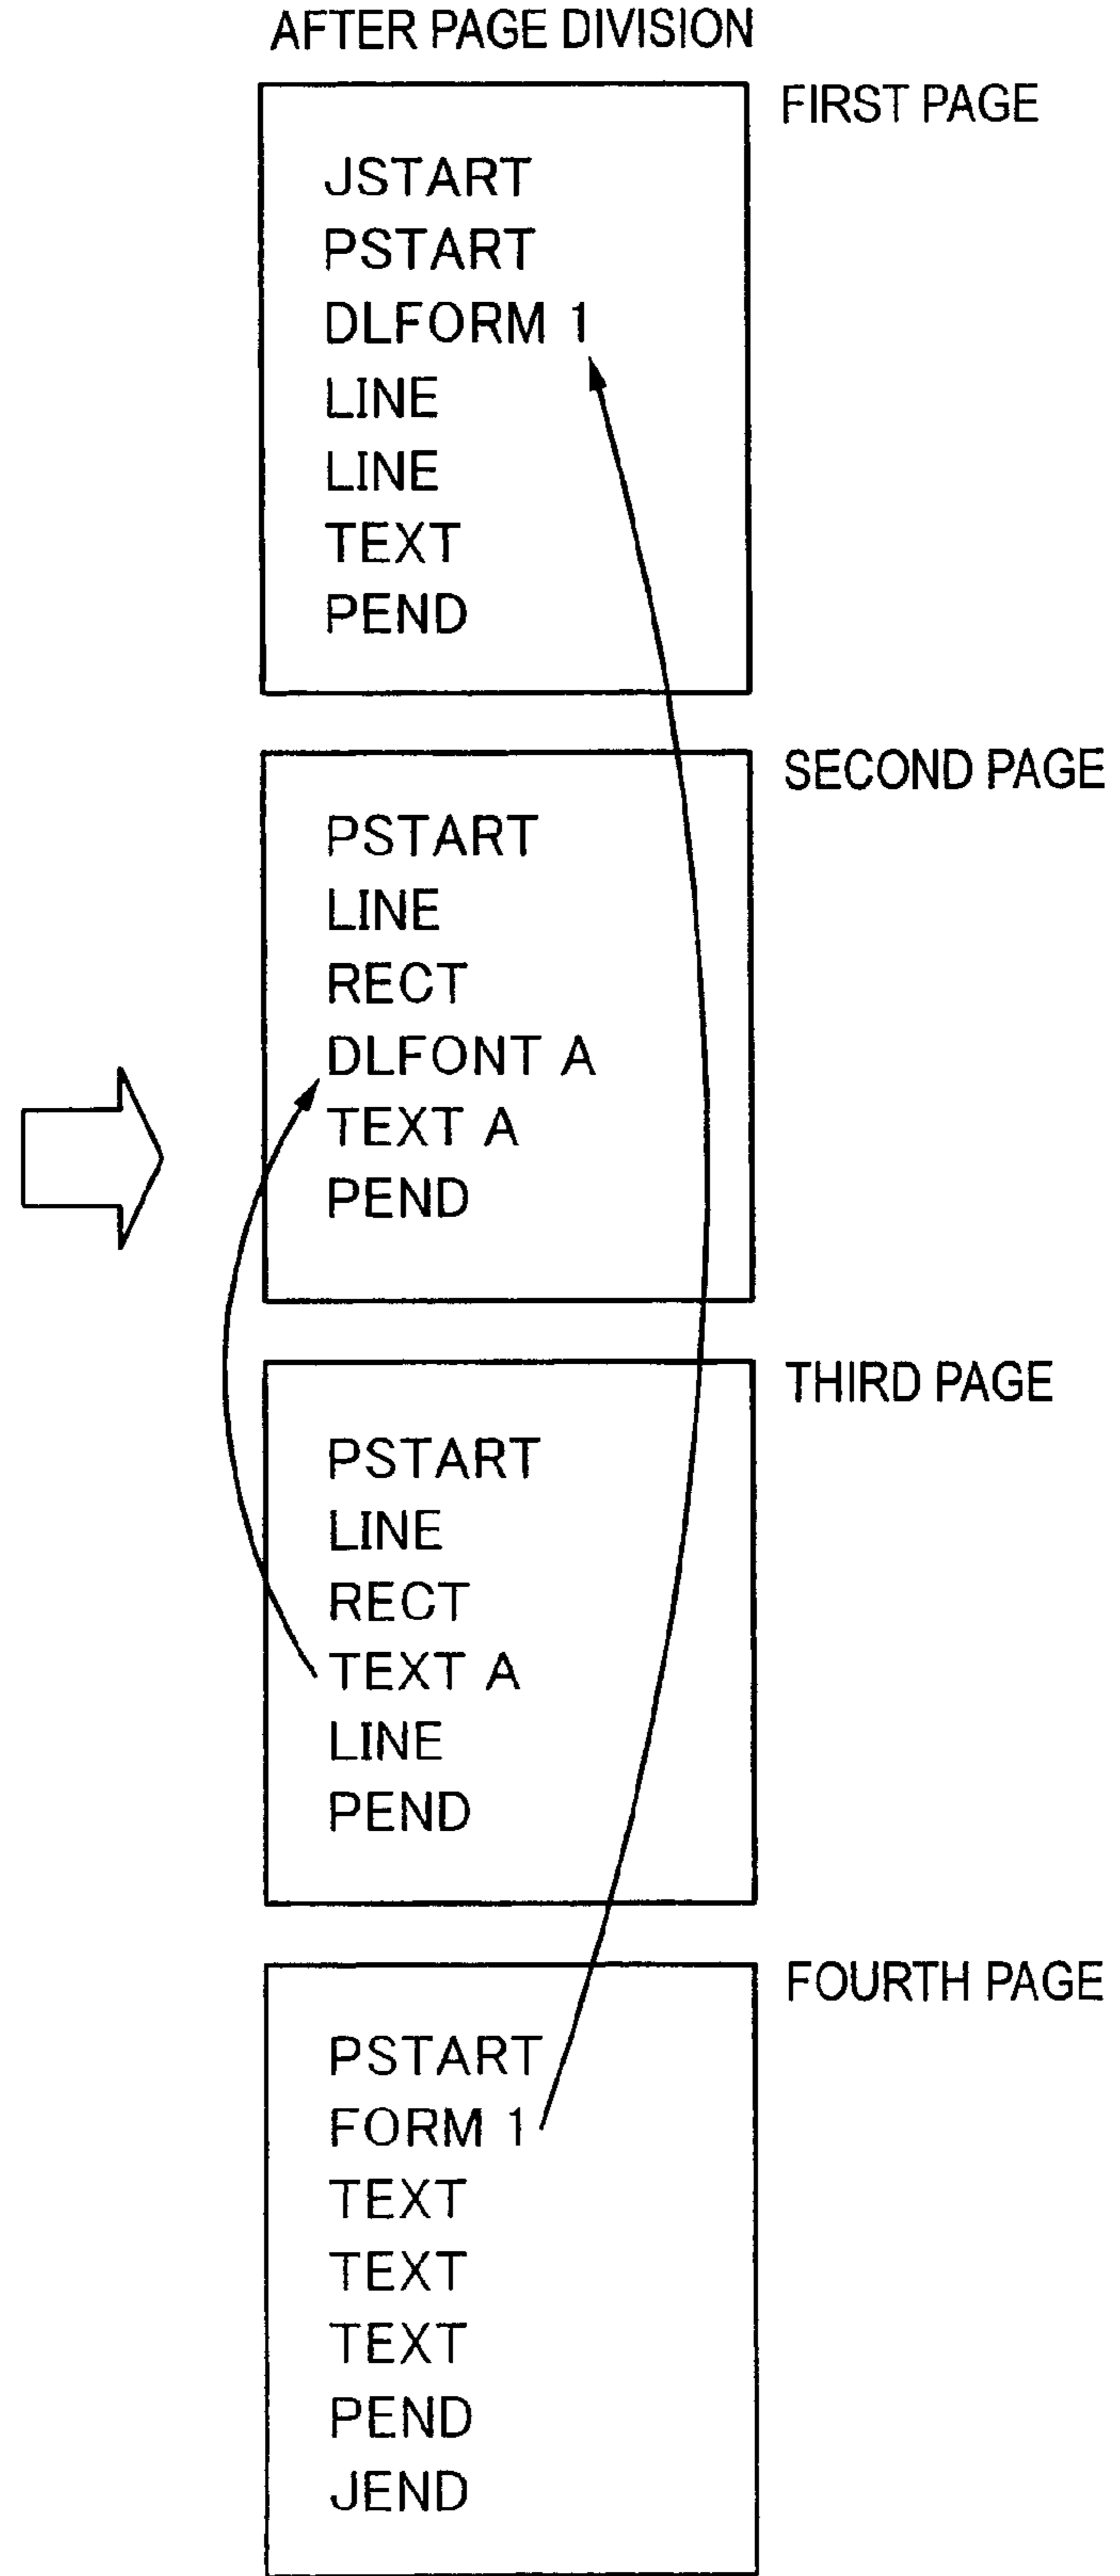 AFTER PAGE DIVISION
FIRST PAGE
JSTART
PSTART
DLFORM 1
LINE
LINE
TEXT
PEND
SECOND PAGE
PSTART
LINE
RECT
DLFONT A
TEXT A
PEND
THIRD PAGE
PSTART
LINE
RECT
TEXT A
LINE
PEND
FOURTH PAGE
PSTART
FORM 1
TEXT
TEXT
TEXT
PEND
JEND